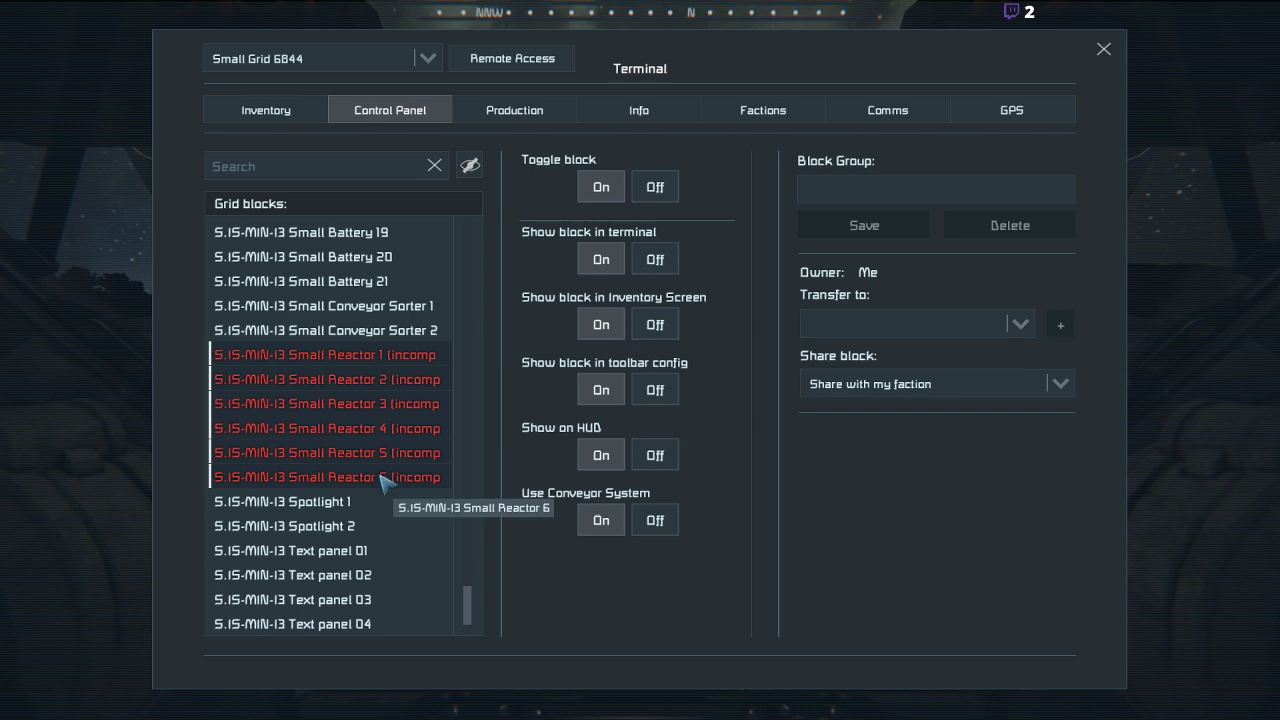 NNW N
2
Small Grid 6844
Remote Access
Terminal
Inventory
Control Panel
Production
Info
Factions
Comms
GPS
Search
Grid blocks:
S.IS-MIN-13 Small Battery 19
S.IS-MIN-13 Small Battery 20
S.IS-MIN-13 Small Battery 21
S.IS-MIN-13 Small Conveyor Sorter 1
S.IS-MIN-13 Small Conveyor Sorter 2
S.IS-MIN-13 Small Reactor 1 (incomp
S.IS-MIN-13 Small Reactor 2 (incomp
S.IS-MIN-13 Small Reactor 3 (incomp
S.IS-MIN-13 Small Reactor 4 (incomp
S.IS-MIN-13 Small Reactor 5 (incomp
S.IS-MIN-13 Small Reactor 6 (incomp
S.IS-MIN-13 Small Reactor 6
S.IS-MIN-13 Spotlight 1
S.IS-MIN-13 Spotlight 2
S.IS-MIN-13 Text panel 01
S.IS-MIN-13 Text panel 02
S.IS-MIN-13 Text panel 03
S.IS-MIN-13 Text panel 04
Toggle block
On Off
Show block in terminal
On Off
Show block in Inventory Screen
On Off
Show block in toolbar config
On Off
Show on HUD
On Off
Use Conveyor System
On Off
Block Group:
Save Delete
Owner: Me
Transfer to:
+
Share block:
Share with my faction